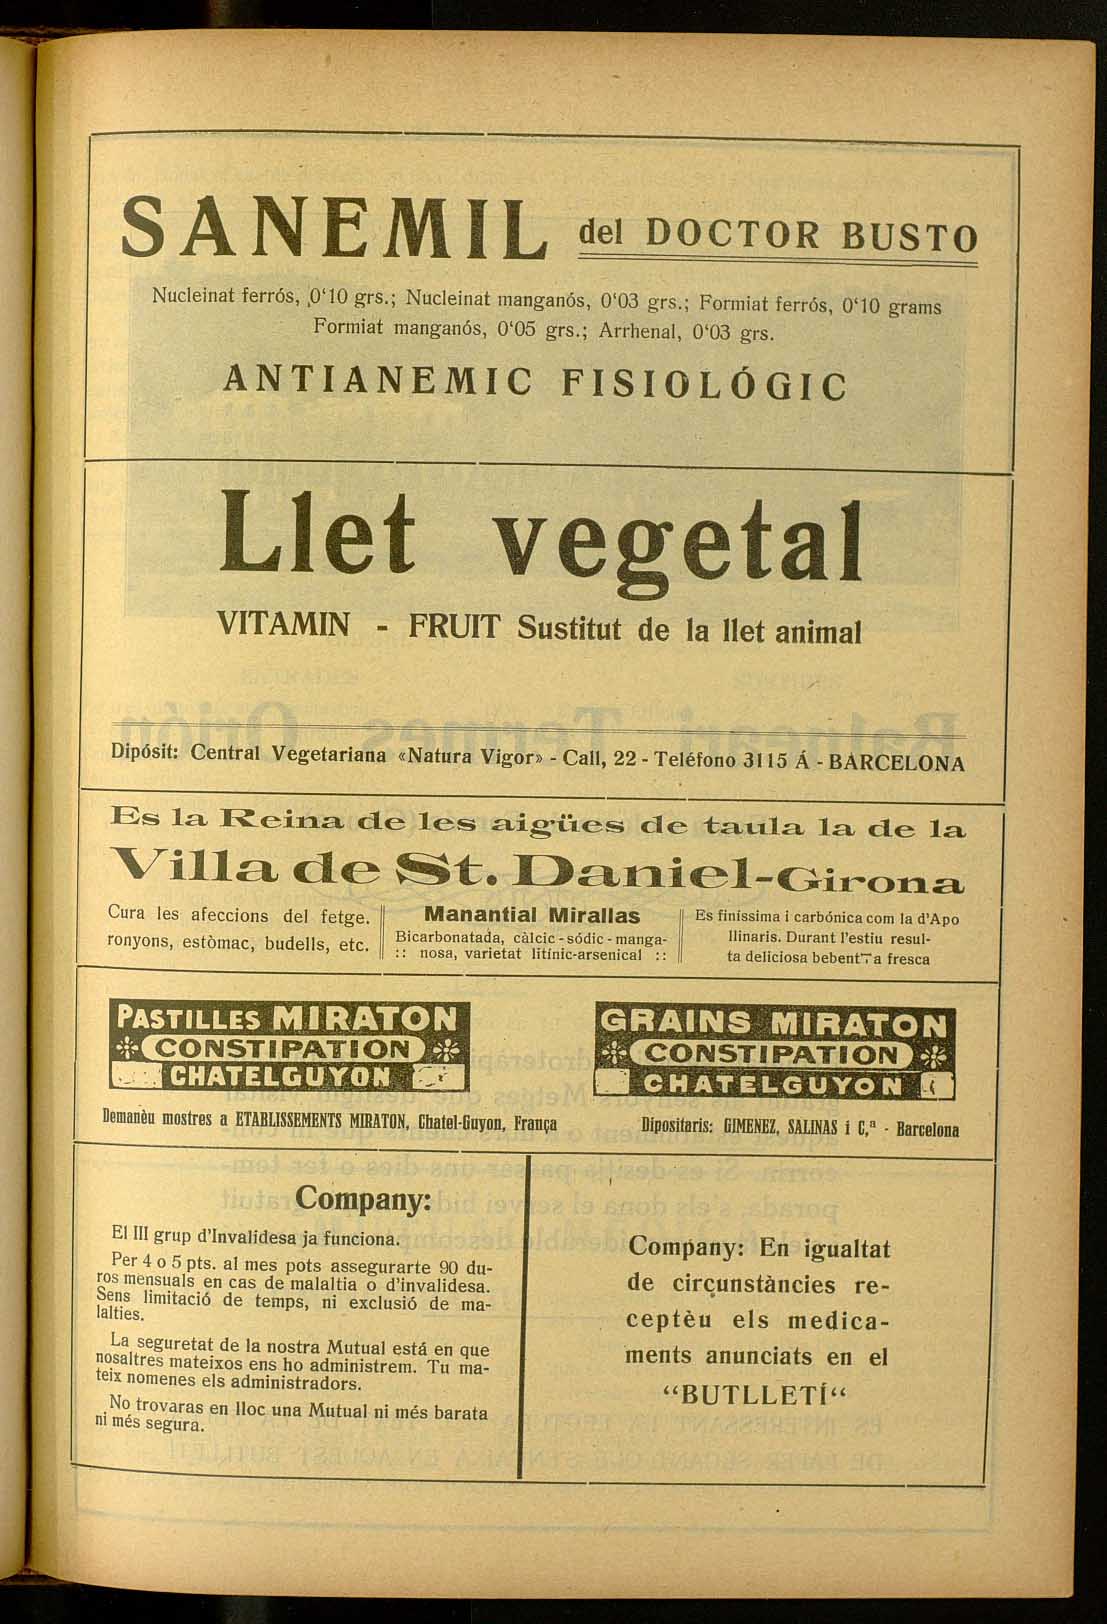 SANEMIL del DOCTOR BUSTO
Nucleinat ferrós, 0'10 grs.; Nucleinat manganós, 0'03 grs.; Formiat ferrós, 0'10 grams
Formiat manganós, 0'05 grs.; Arrhenal, 0'03 grs.
ANTIANEMIC FISIOLÓGIC
Llet vegetal
VITAMIN - FRUIT Sustitut de la llet animal
Dipósit: Central Vegetariana «Natura Vigor» - Call, 22 - Teléfono 3115 Á - BARCELONA
Es la Reina de les aigües de taula la de la
Villa de St. Daniel-Girona
Cura les afeccions del fetge.
ronyons, estòmac, budells, etc.
Manantial Mirallas
Bicarbonatada, càlcic-sódic-manga-
:: nosa, varietat litínic-arsenical ::
Es finíssima i carbónica com la d'Apo
llinaris. Durant l'estiu resul-
ta deliciosa bebent-a fresca
PASTILLES MIRATON
CONSTIPATION
CHATELGUYON
GRAINS MIRATON
CONSTIPATION
CHATELGUYON
Demanèu mostres a ETABLISSEMENTS MIRATON, Chatel-Guyon, França
Dipositaris: GIMENEZ, SALINAS i C,ª - Barcelona
Company:
El III grup d'Invalidesa ja funciona.
Per 4 o 5 pts. al mes pots assegurarte 90 du-
ros mensuals en cas de malaltia o d'invalidesa.
Sens limitació de temps, ni exclusió de ma-
lalties.
La seguretat de la nostra Mutual está en que
nosaltres mateixos ens ho administrem. Tu ma-
teix nomenes els administradors.
No trovaras en lloc una Mutual ni més barata
ni més segura.
Company: En igualtat
de circunstàncies re-
ceptèu els medica-
ments anunciats en el
"BUTLLETÍ"